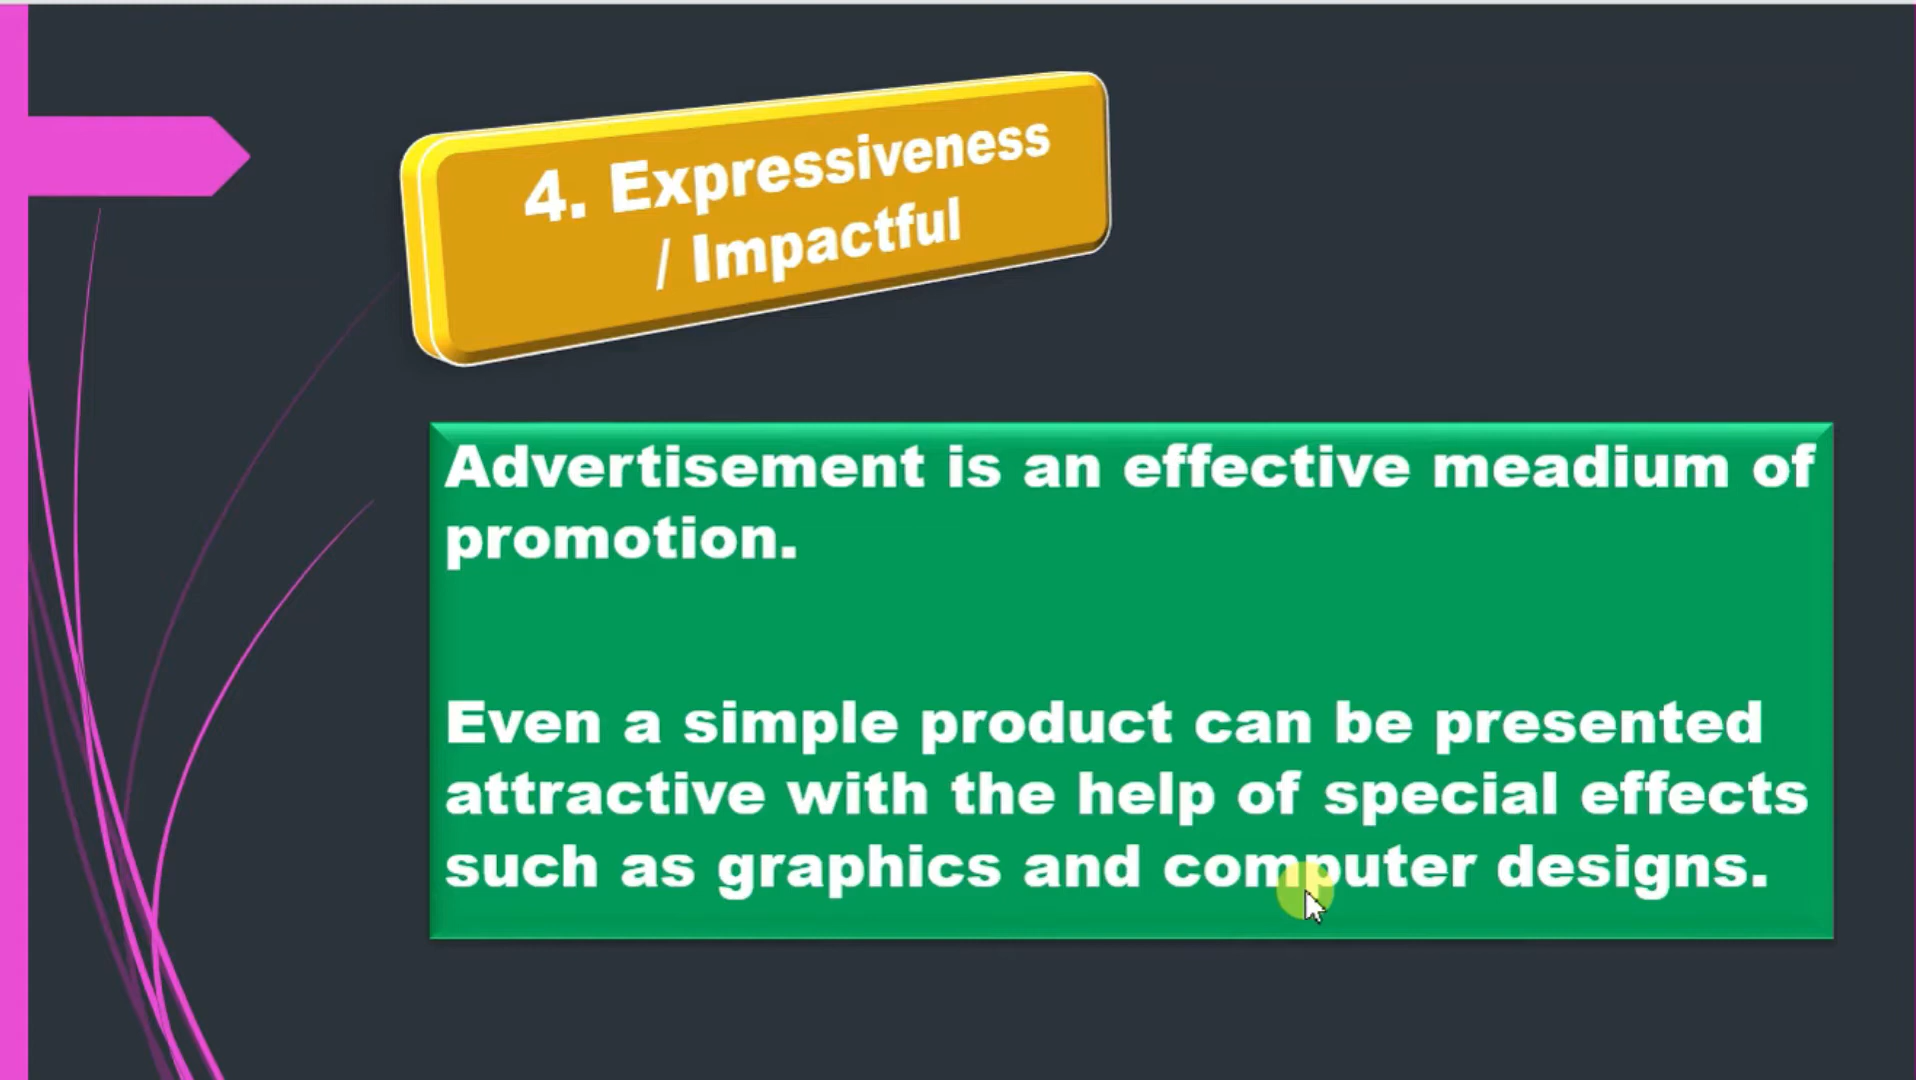 4. Expressiveness
/ Impactful
Advertisement is an effective meadium of
promotion.
Even a simple product can be presented
attractive with the help of special effects
such as graphics and computer designs.